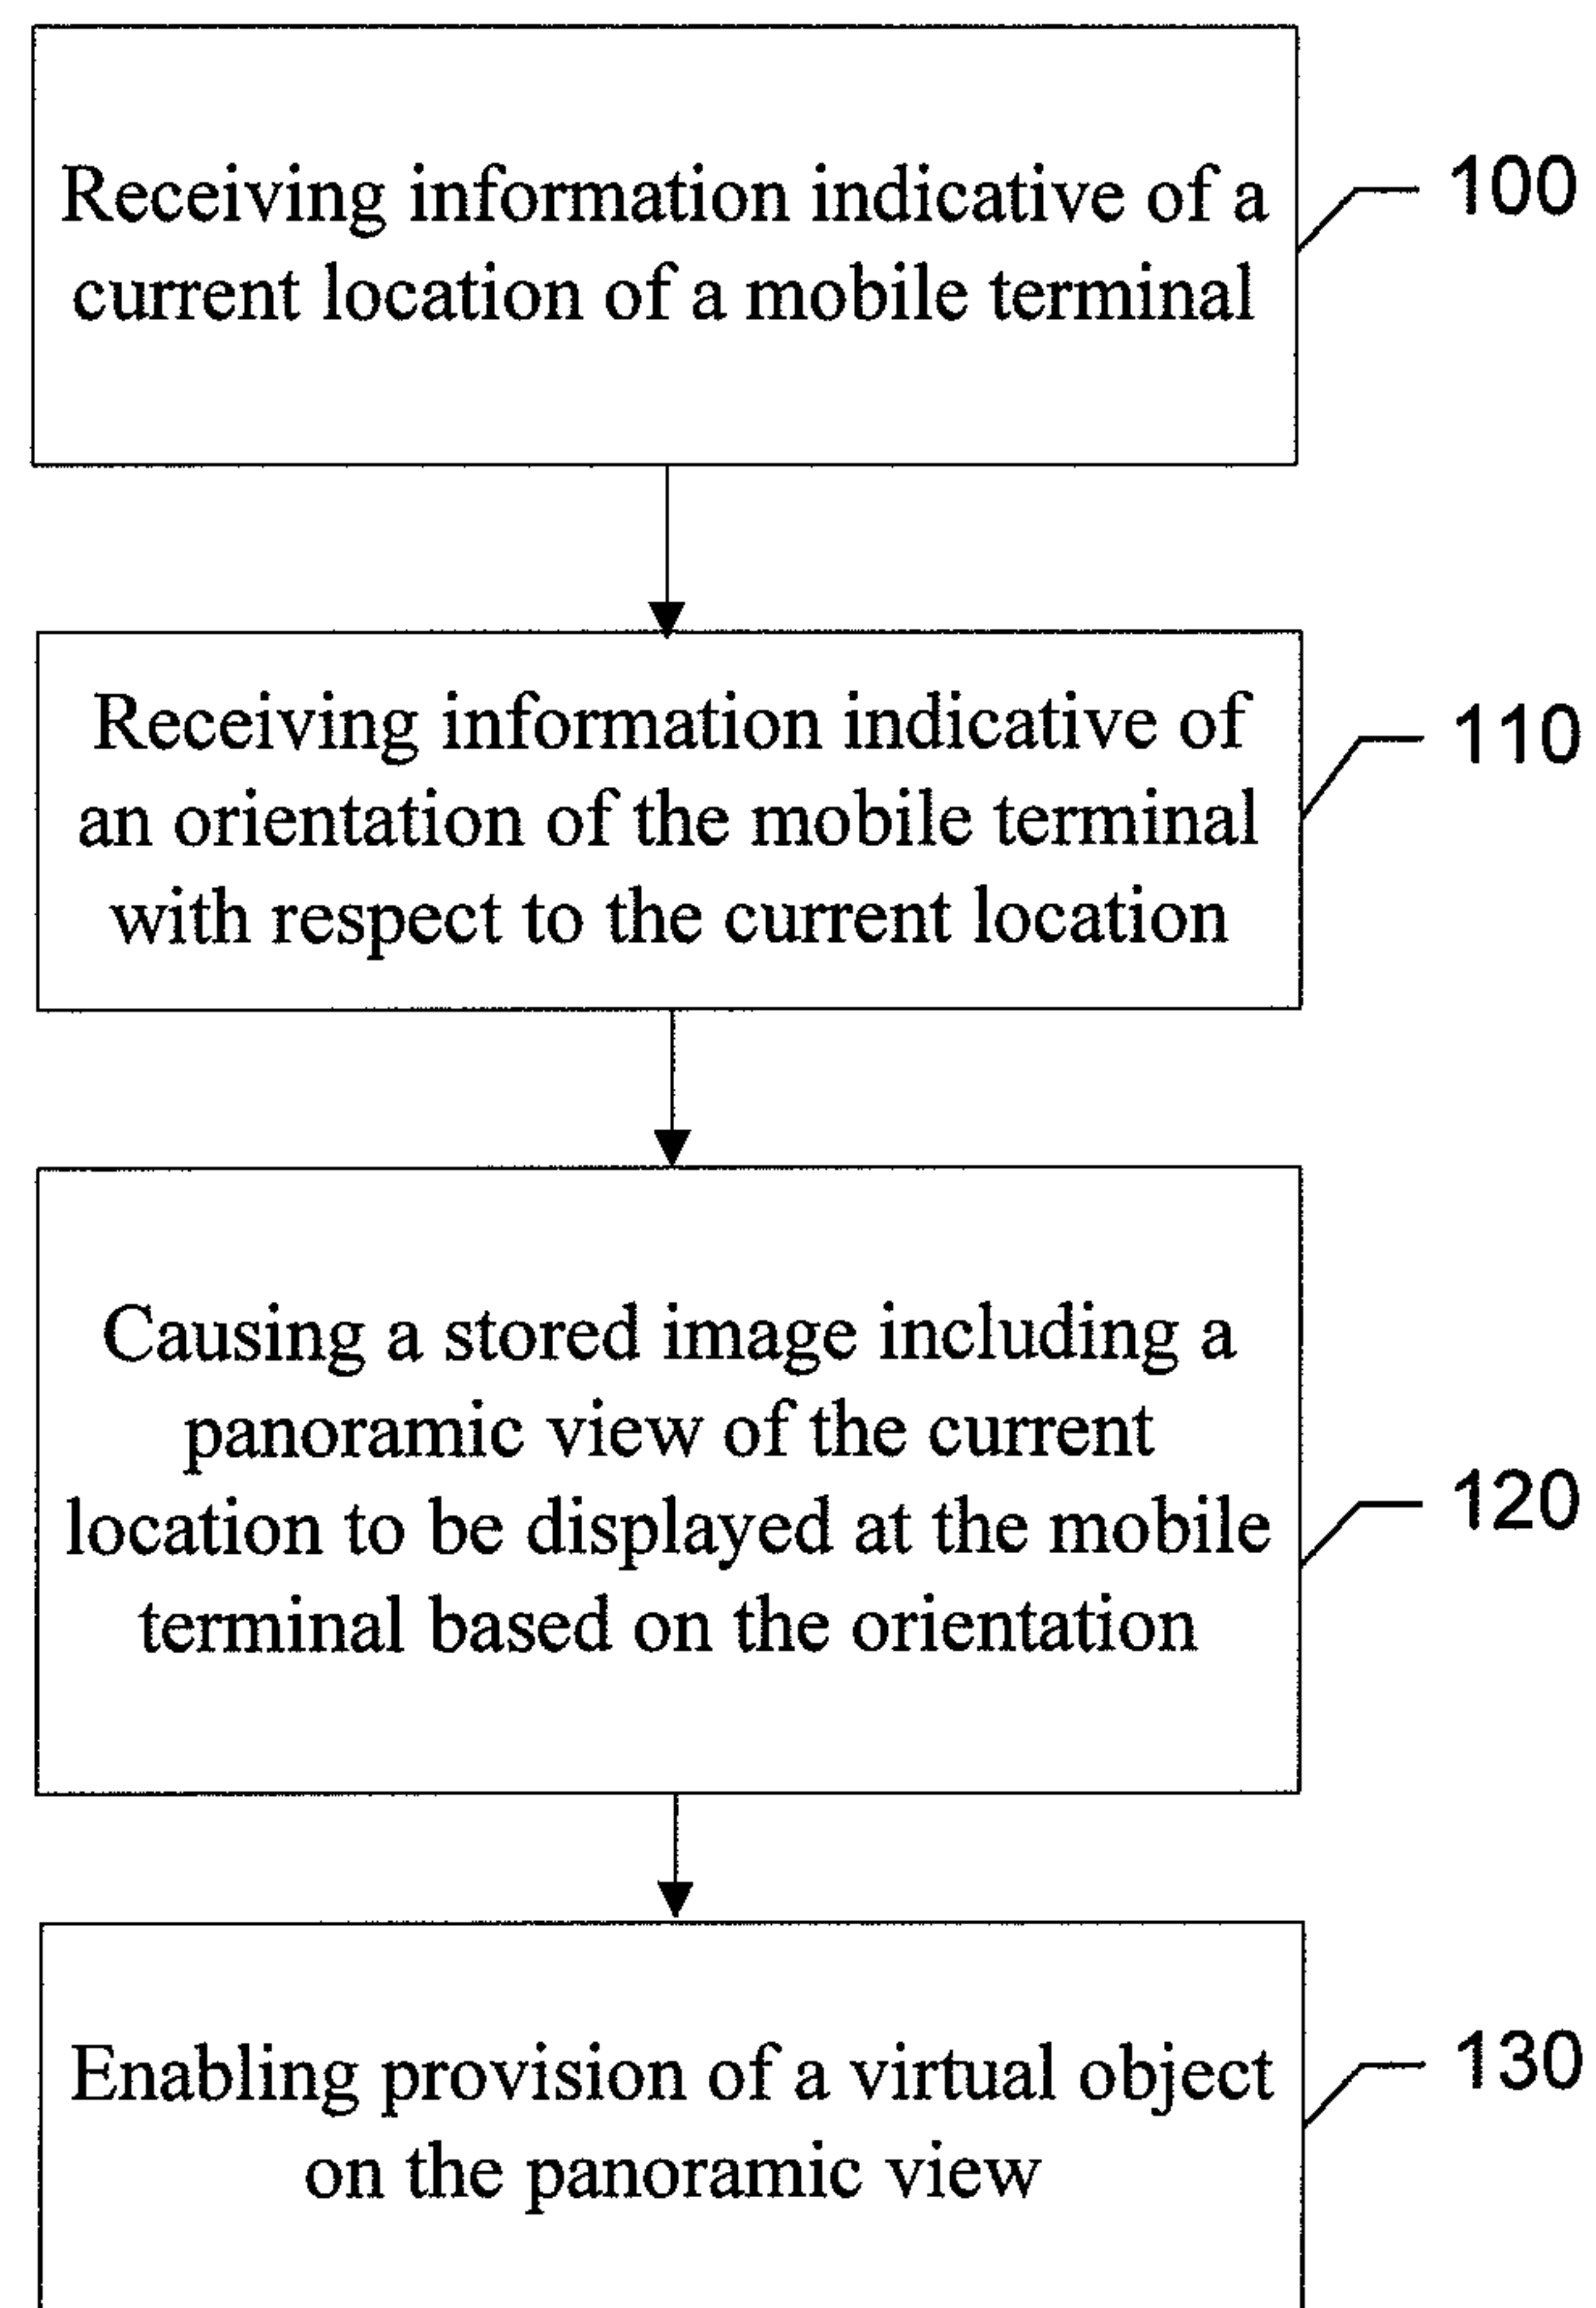 Receiving information indicative of a
current location of a mobile terminal
100
Receiving information indicative of
an orientation of the mobile terminal
with respect to the current location
110
Causing a stored image including a
panoramic view of the current
location to be displayed at the mobile
terminal based on the orientation
120
Enabling provision of a virtual object
on the panoramic view
130